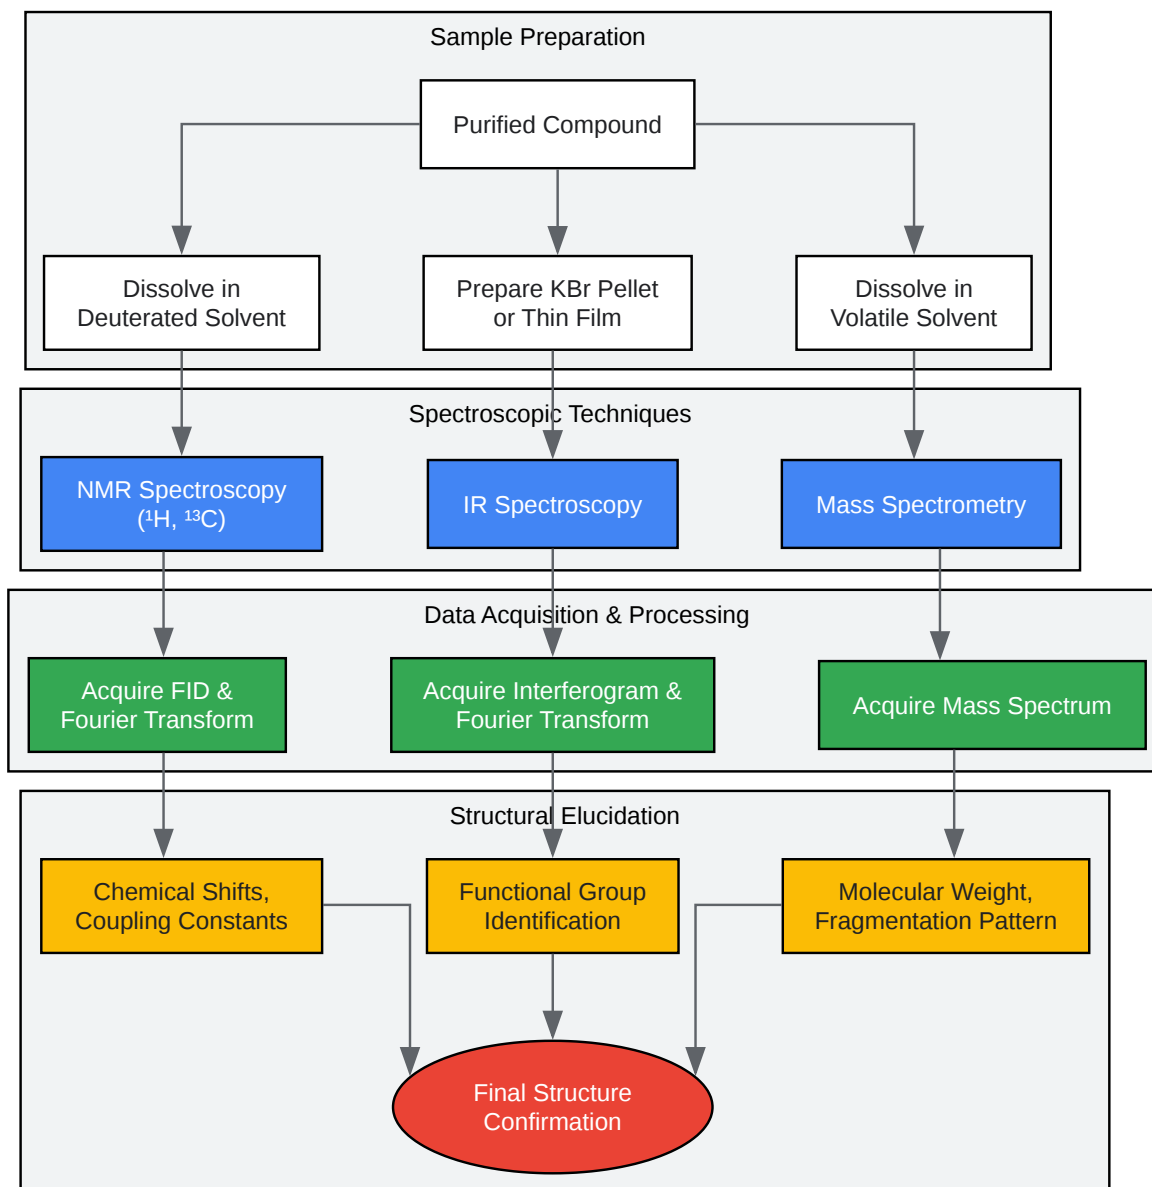 Sample Preparation
Purified Compound
Dissolve in
Deuterated Solvent
Prepare KBr Pellet
or Thin Film
Dissolve in
Volatile Solvent
Spectroscopic Techniques
NMR Spectroscopy
(¹H, ¹³C)
IR Spectroscopy
Mass Spectrometry
Data Acquisition & Processing
Acquire FID &
Fourier Transform
Acquire Interferogram &
Fourier Transform
Acquire Mass Spectrum
Structural Elucidation
Chemical Shifts,
Coupling Constants
Functional Group
Identification
Molecular Weight,
Fragmentation Pattern
Final Structure
Confirmation